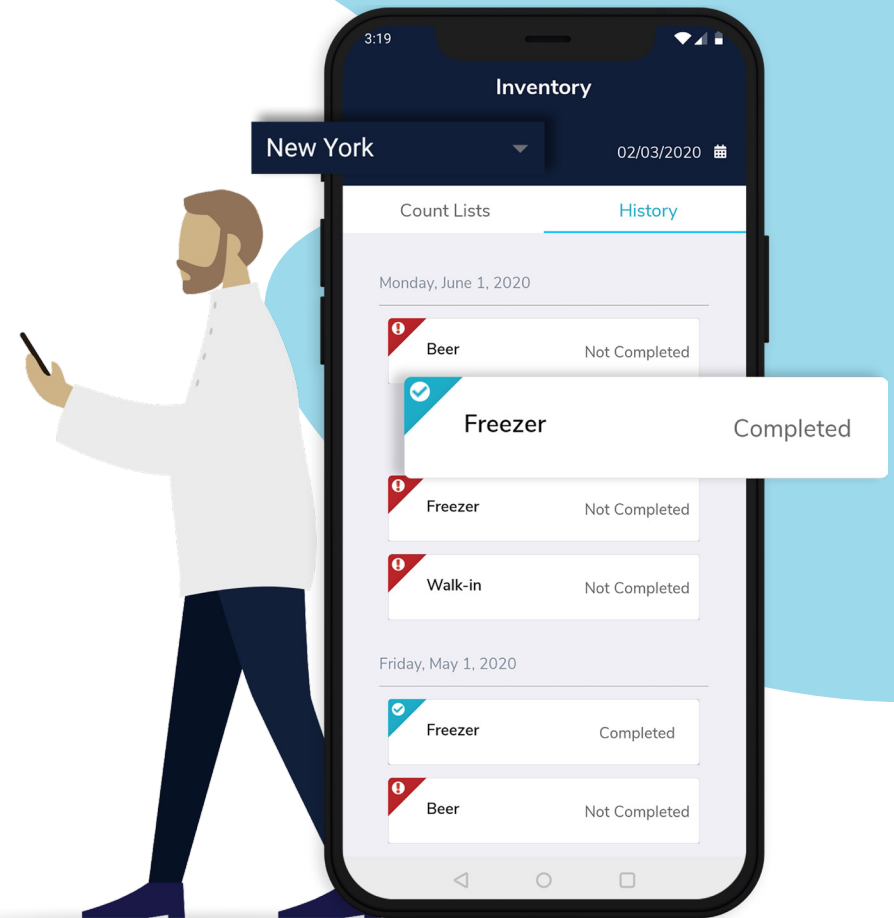 3:19
Inventory
New York
02/03/2020
Count Lists History
Monday, June 1, 2020
Beer Not Completed
Freezer Completed
Freezer Not Completed
Walk-in Not Completed
Friday, May 1, 2020
Freezer Completed
Beer Not Completed